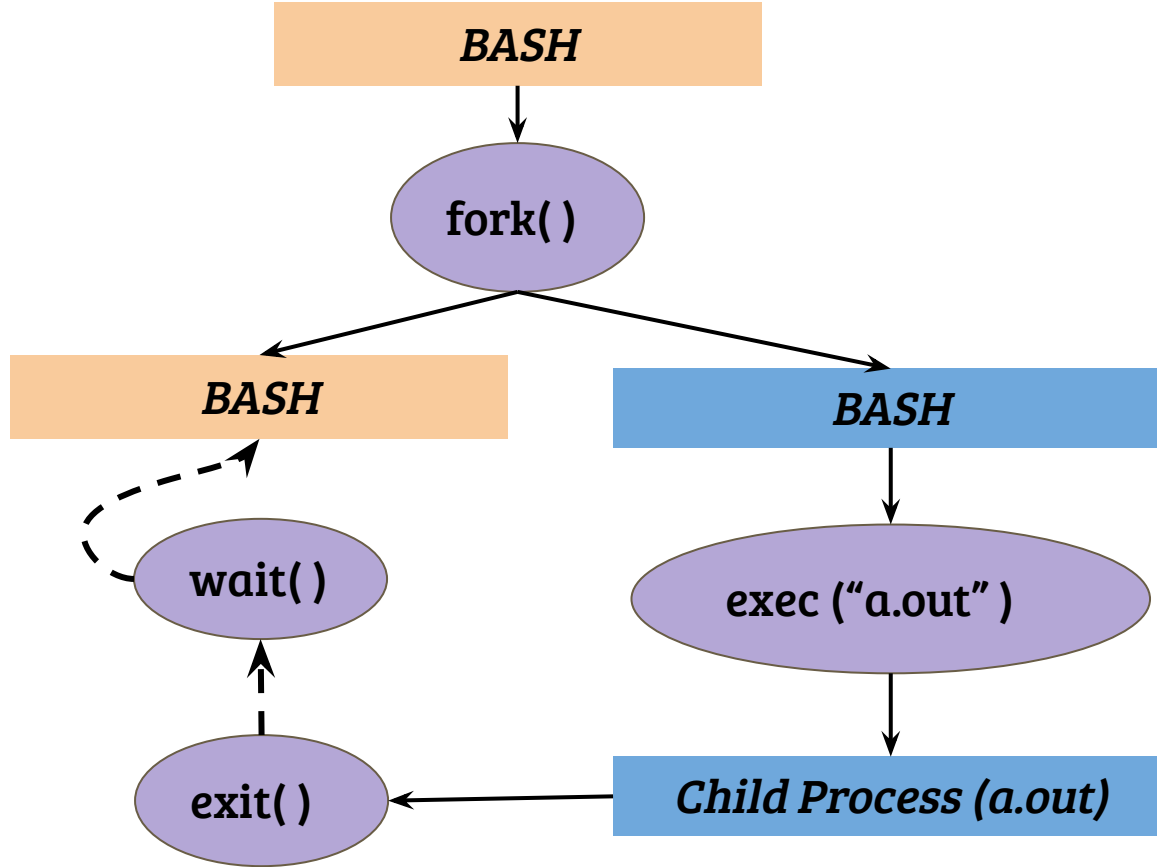 BASH
fork( )
BASH
BASH
wait( )
exec (“a.out” )
exit( )
Child Process (a.out)